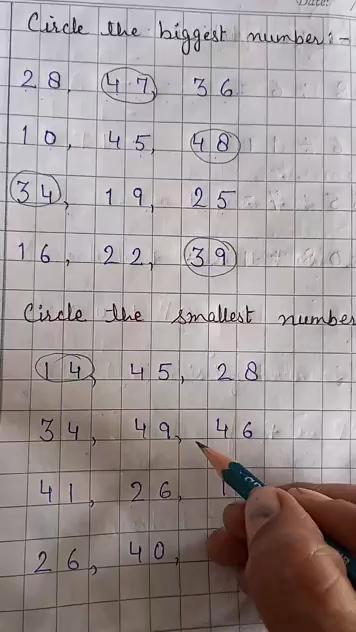 Date:
Circle the biggest number:-
28, 47, 36
10, 45, 48
34, 19, 25
16, 22, 39
Circle the smallest number
14, 45, 28
34, 49, 46
41, 26,
26, 40,